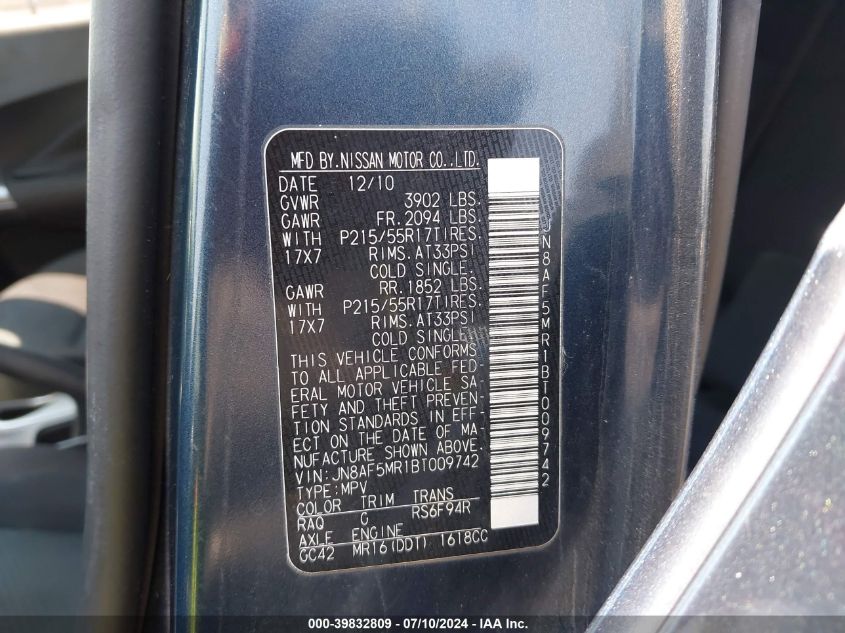 MFD BY.NISSAN MOTOR CO.,LTD.
DATE 12/10
GVWR 3902 LBS.
GAWR FR.2094 LBS.
WITH P215/55R17TIRES.
17X7 RIMS.AT33PSI
COLD SINGLE.
GAWR RR.1852 LBS.
WITH P215/55R17TIRES.
17X7 RIMS.AT33PSI
COLD SINGLE.
THIS VEHICLE CONFORMS
TO ALL APPLICABLE FED
ERAL MOTOR VEHICLE SA-
FETY AND THEFT PREVEN-
TION STANDARDS IN EFF-
ECT ON THE DATE OF MA-
NUFACTURE SHOWN ABOVE.
VIN:JN8AF5MR1BT009742
TYPE:MPV
COLOR TRIM TRANS
RAQ G RS6F94R
AXLE ENGINE
GC42 MR16(DDT) 1618CC
JN8AF5MR1BT009742
000-39832809 - 07/10/2024 - IAA Inc.